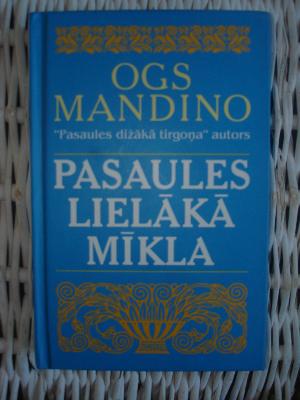 OGS
MANDINO
"Pasaules dižākā tirgoņa" autors
PASAULES
LIELĀKĀ
MĪKLA